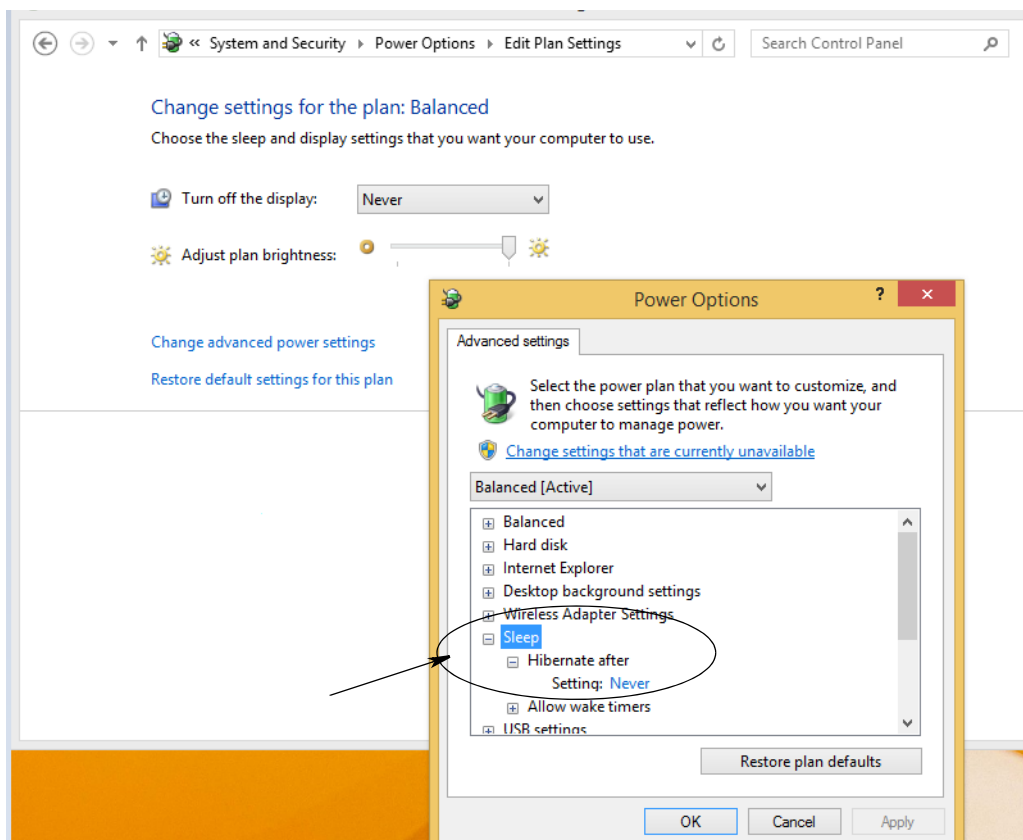 « System and Security Power Options Edit Plan Settings
Search Control Panel
Change settings for the plan: Balanced
Choose the sleep and display settings that you want your computer to use.
Turn off the display: Never
Adjust plan brightness:
Change advanced power settings
Restore default settings for this plan
Power Options
?
Advanced settings
Select the power plan that you want to customize, and
then choose settings that reflect how you want your
computer to manage power.
Change settings that are currently unavailable
Balanced [Active]
Balanced
Hard disk
Internet Explorer
Desktop background settings
Wireless Adapter Settings
Sleep
Hibernate after
Setting: Never
Allow wake timers
USB settings
Restore plan defaults
OK Cancel Apply